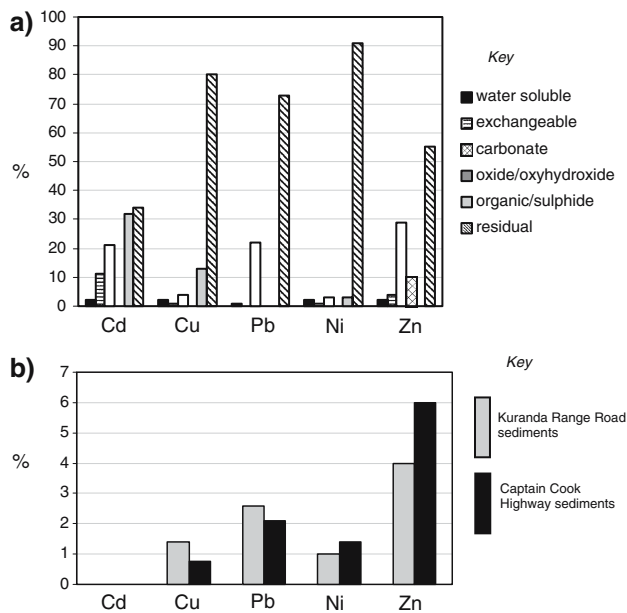 a)
100
90
80
70
60
50
40
30
20
10
0
%
Cd Cu Pb Ni Zn
Key
water soluble
exchangeable
carbonate
oxide/oxyhydroxide
organic/sulphide
residual
b)
7
6
5
4
3
2
1
0
%
Cd Cu Pb Ni Zn
Key
Kuranda Range Road
sediments
Captain Cook
Highway sediments